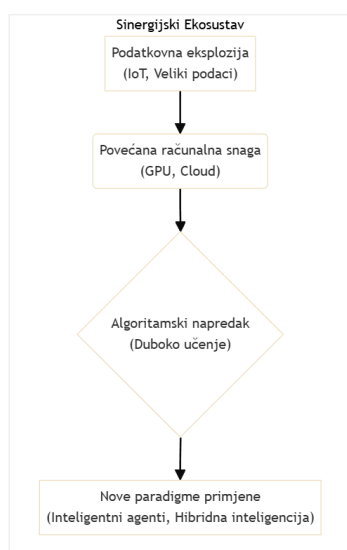 Sinergijski Ekosustav
Podatkovna eksplozija
(IoT, Veliki podaci)
Povećana računalna snaga
(GPU, Cloud)
Algoritamski napredak
(Duboko učenje)
Nove paradigme primjene
(Inteligentni agenti, Hibridna inteligencija)